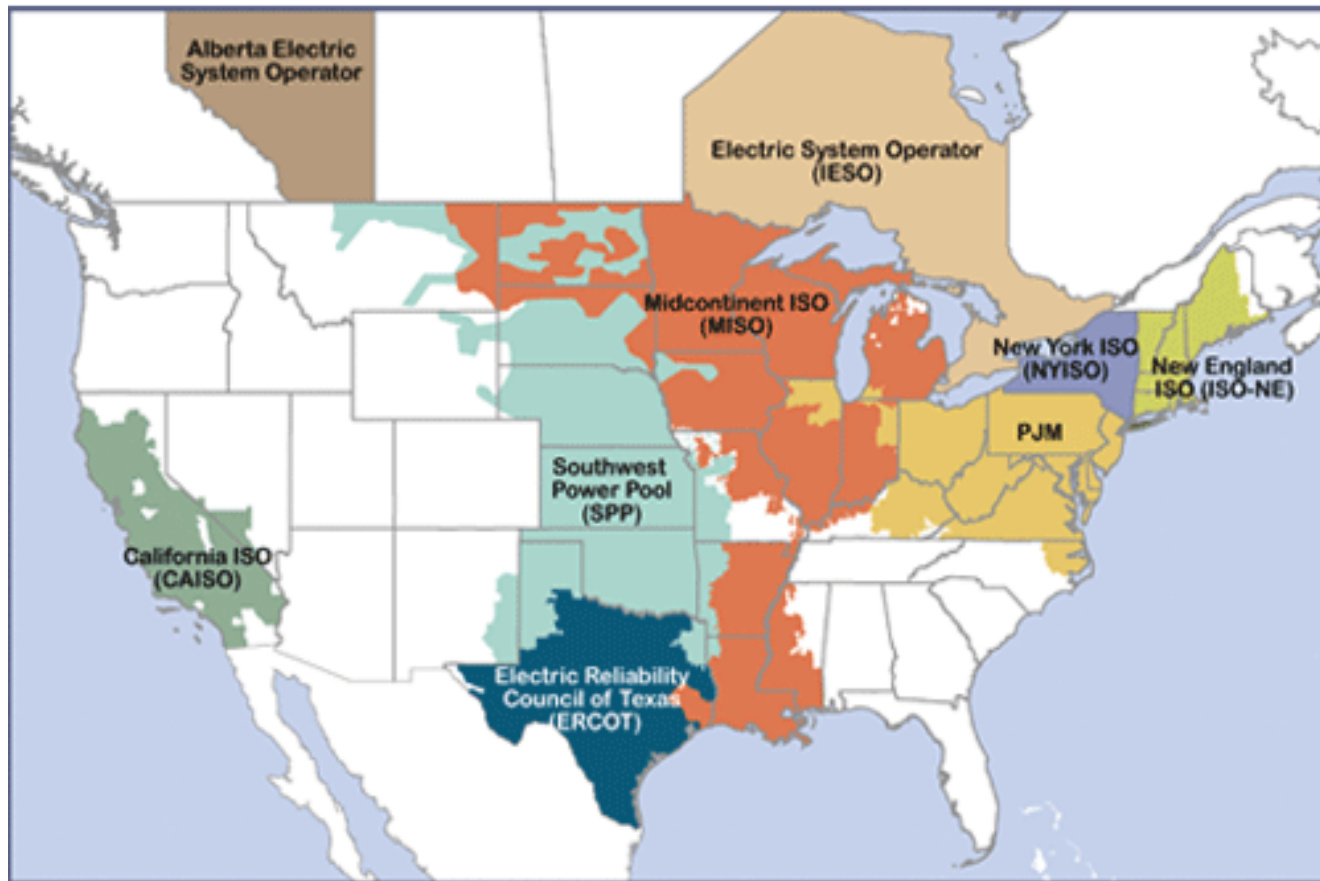 Alberta Electric
System Operator
Electric System Operator
(IESO)
Midcontinent ISO
(MISO)
New York ISO
(NYISO)
New England
ISO (ISO-NE)
PJM
Southwest
Power Pool
(SPP)
California ISO
(CAISO)
Electric Reliability
Council of Texas
(ERCOT)